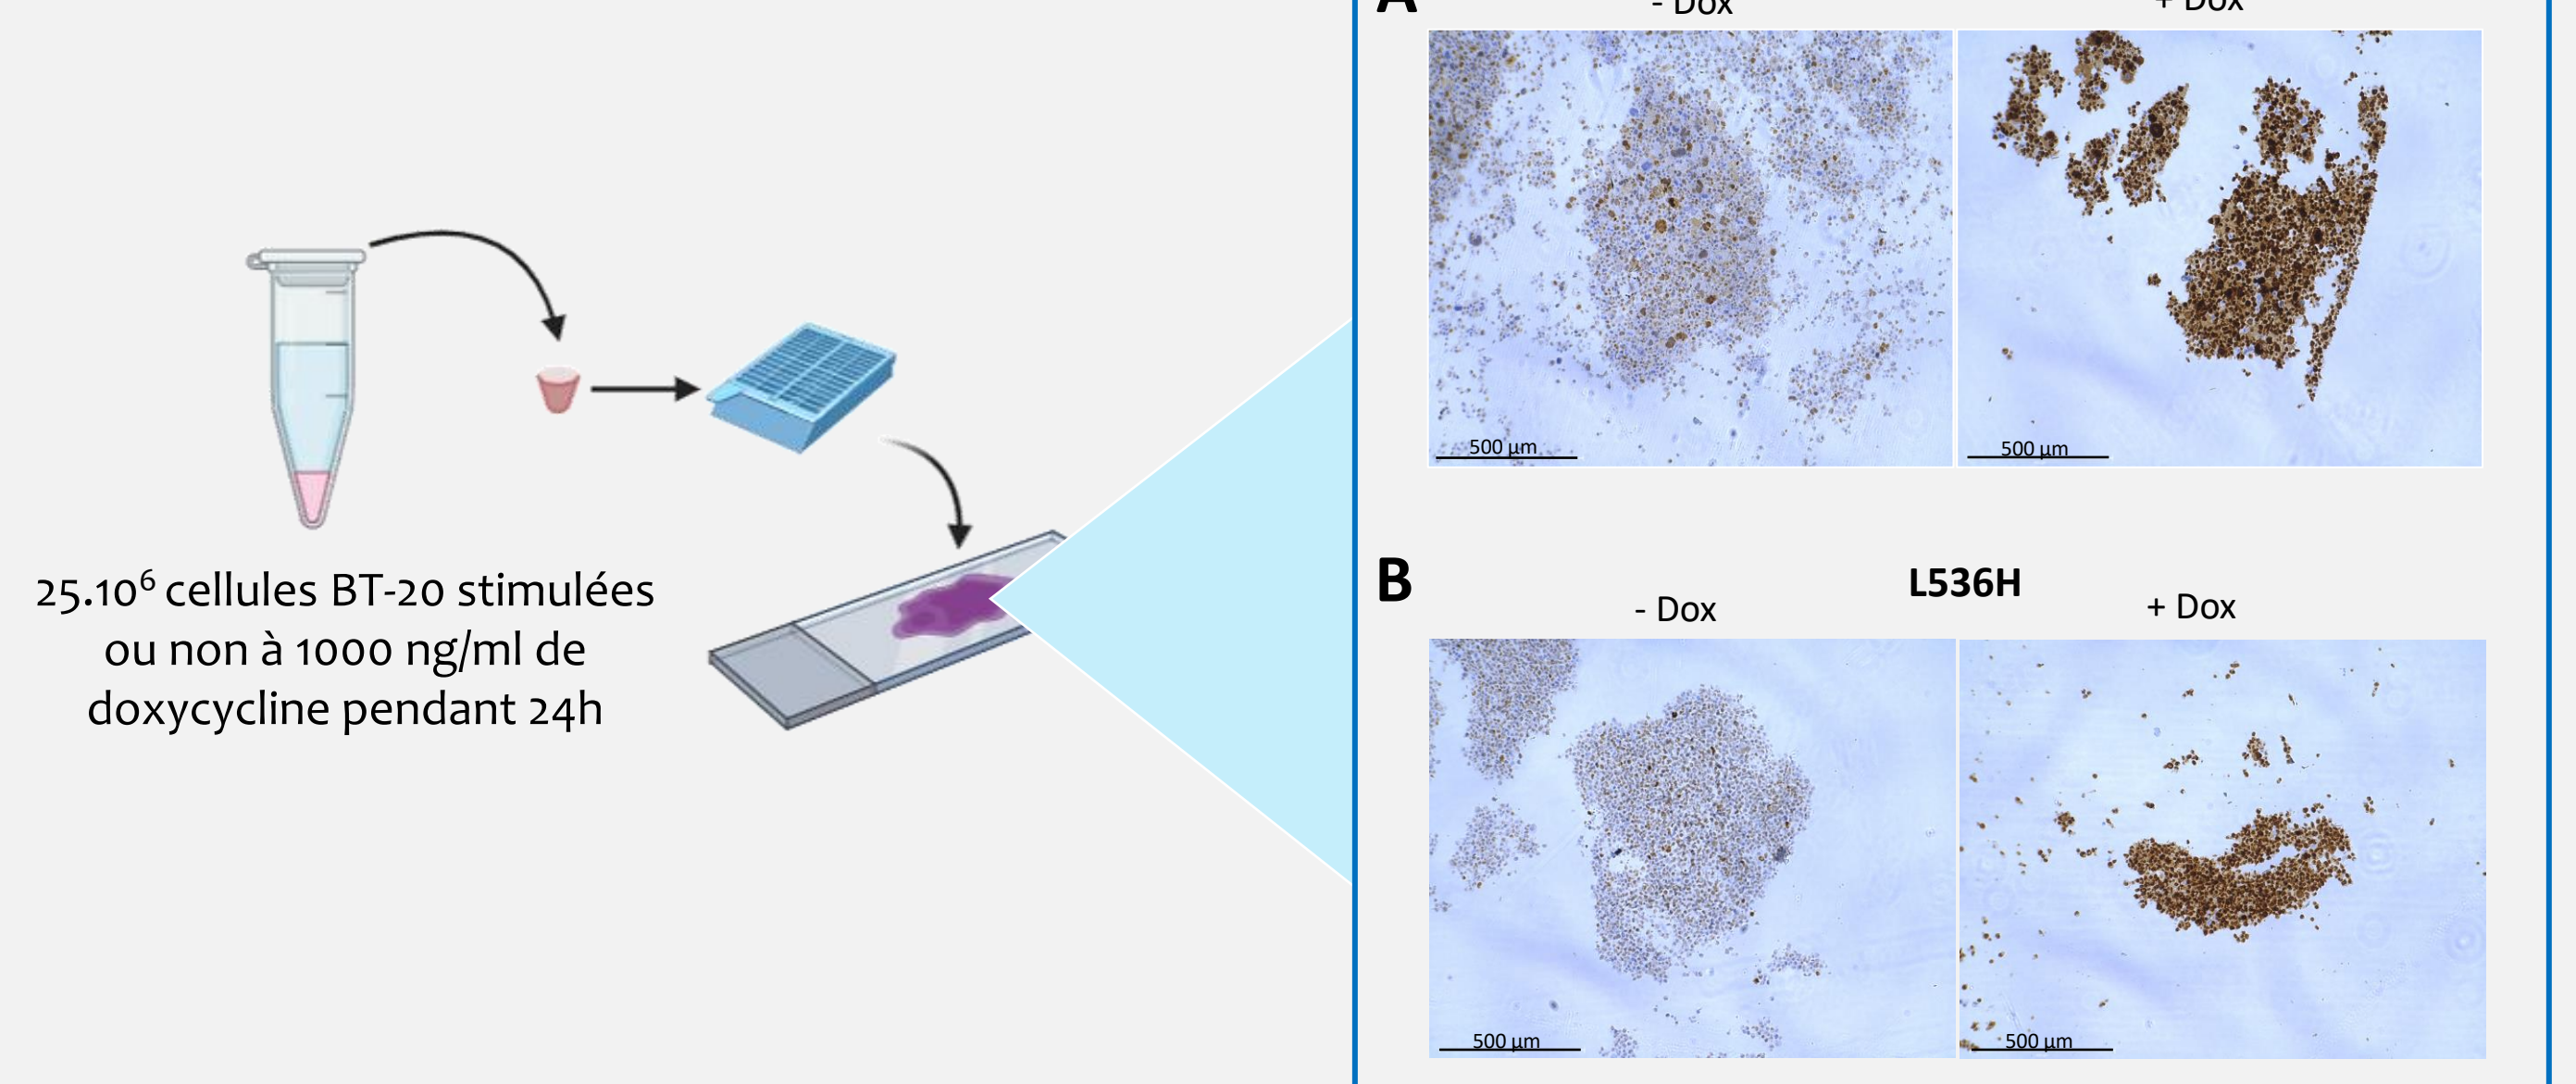 25.10⁶ cellules BT-20 stimulées
ou non à 1000 ng/ml de
doxycycline pendant 24h
A
- Dox + Dox
500 µm 500 µm
B
L536H
- Dox + Dox
500 µm 500 µm